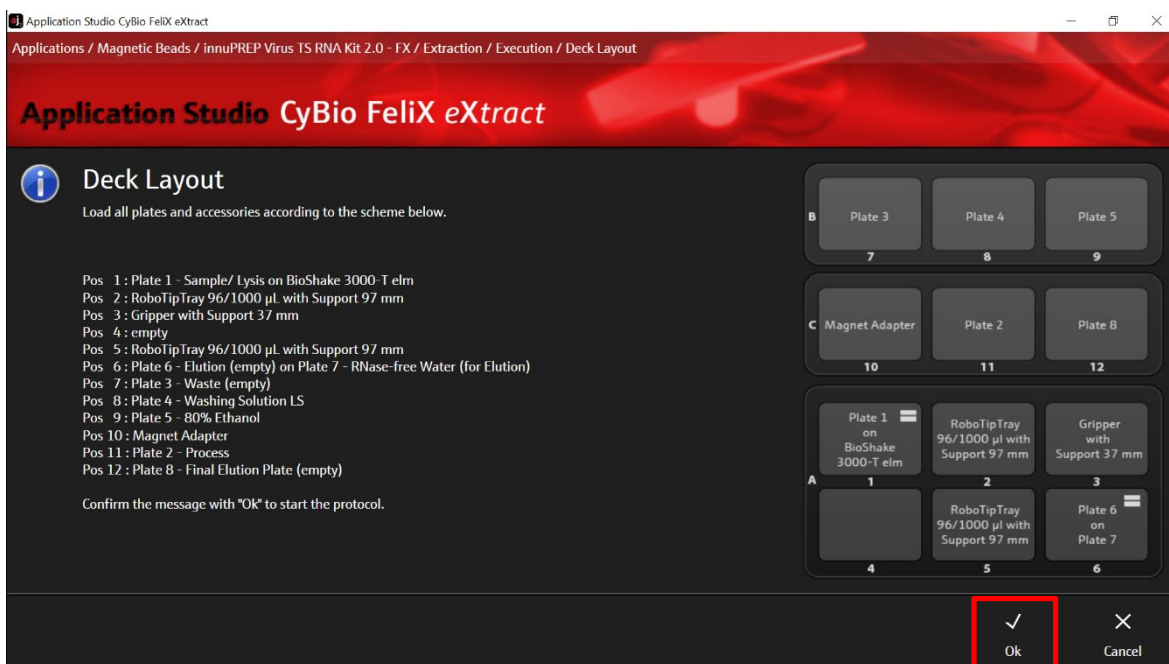 Application Studio CyBio FeliX eXtract
Applications / Magnetic Beads / innuPREP Virus TS RNA Kit 2.0 - FX / Extraction / Execution / Deck Layout
Application Studio CyBio FeliX eXtract
Deck Layout
Load all plates and accessories according to the scheme below.
Pos 1 : Plate 1 - Sample/ Lysis on BioShake 3000-T elm
Pos 2 : RoboTipTray 96/1000 µL with Support 97 mm
Pos 3 : Gripper with Support 37 mm
Pos 4 : empty
Pos 5 : RoboTipTray 96/1000 µL with Support 97 mm
Pos 6 : Plate 6 - Elution (empty) on Plate 7 - RNase-free Water (for Elution)
Pos 7 : Plate 3 - Waste (empty)
Pos 8 : Plate 4 - Washing Solution LS
Pos 9 : Plate 5 - 80% Ethanol
Pos 10 : Magnet Adapter
Pos 11 : Plate 2 - Process
Pos 12 : Plate 8 - Final Elution Plate (empty)
Confirm the message with "Ok" to start the protocol.
B
Plate 3
Plate 4
Plate 5
7
8
9
C
Magnet Adapter
Plate 2
Plate 8
10
11
12
A
Plate 1
on
BioShake
3000-T elm
1
RoboTipTray
96/1000 µl with
Support 97 mm
2
Gripper
with
Support 37 mm
3
4
RoboTipTray
96/1000 µl with
Support 97 mm
5
Plate 6
on
Plate 7
6
Ok
Cancel